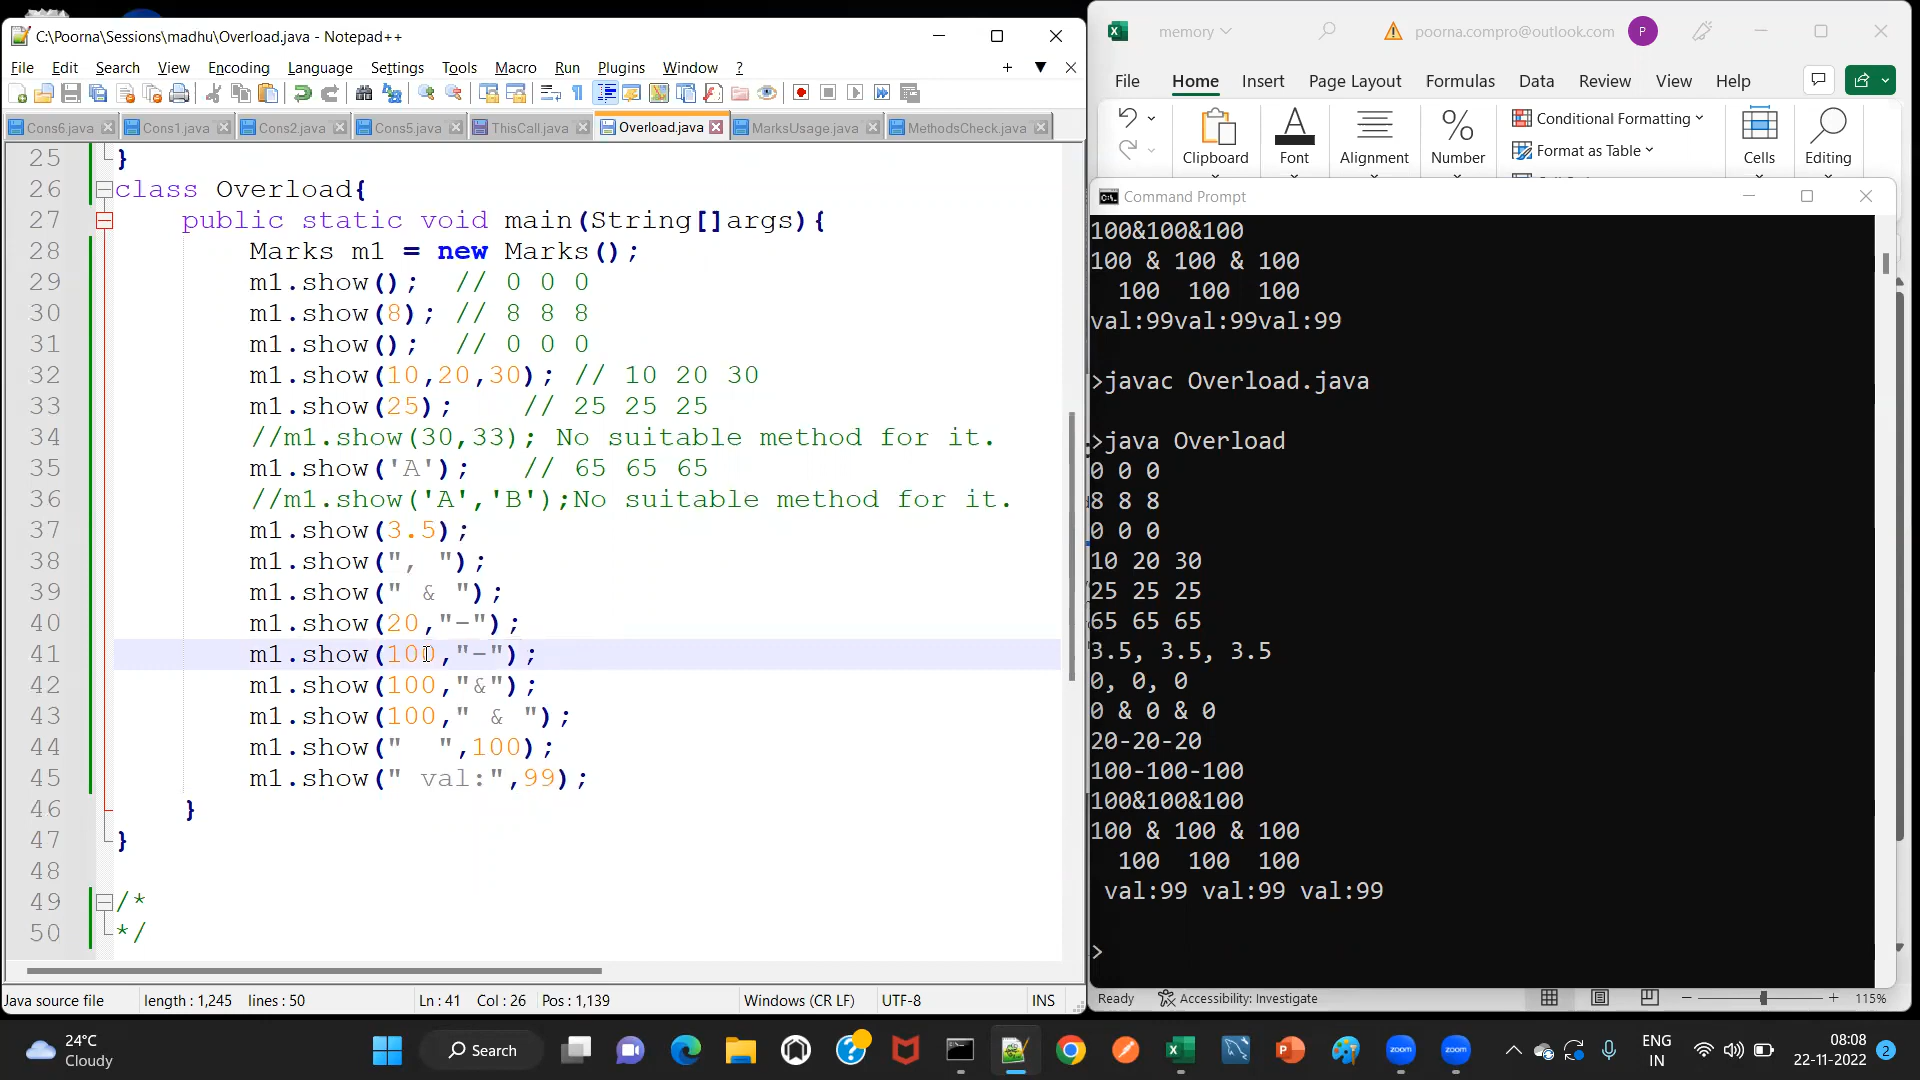 C:\Poorna\Sessions\madhu\Overload.java - Notepad++
File Edit Search View Encoding Language Settings Tools Macro Run Plugins Window ?
Cons6.java Cons1.java Cons2.java Cons5.java ThisCall.java Overload.java MarksUsage.java MethodsCheck.java
25 }
26 class Overload{
27 public static void main(String[]args){
28 Marks m1 = new Marks();
29 m1.show(); // 0 0 0
30 m1.show(8); // 8 8 8
31 m1.show(); // 0 0 0
32 m1.show(10,20,30); // 10 20 30
33 m1.show(25); // 25 25 25
34 //m1.show(30,33); No suitable method for it.
35 m1.show('A'); // 65 65 65
36 //m1.show('A','B');No suitable method for it.
37 m1.show(3.5);
38 m1.show(", ");
39 m1.show(" & ");
40 m1.show(20,"-");
41 m1.show(100,"-");
42 m1.show(100,"&");
43 m1.show(100," & ");
44 m1.show("  ",100);
45 m1.show(" val:",99);
46 }
47 }
48
49 /*
50 */
Java source file length : 1,245 lines : 50 Ln : 41 Col : 26 Pos : 1,139 Windows (CR LF) UTF-8 INS
memory poorna.compro@outlook.com P
File Home Insert Page Layout Formulas Data Review View Help
Clipboard Font Alignment Number Conditional Formatting Format as Table Cells Editing
Command Prompt
100&100&100
100 & 100 & 100
100 100 100
val:99val:99val:99
>javac Overload.java
>java Overload
0 0 0
8 8 8
0 0 0
10 20 30
25 25 25
65 65 65
3.5, 3.5, 3.5
0, 0, 0
0 & 0 & 0
20-20-20
100-100-100
100&100&100
100 & 100 & 100
100 100 100
val:99 val:99 val:99
>
Ready Accessibility: Investigate 115%
24°C
Cloudy
Search
zoom zoom
ENG
IN
08:08
22-11-2022
2